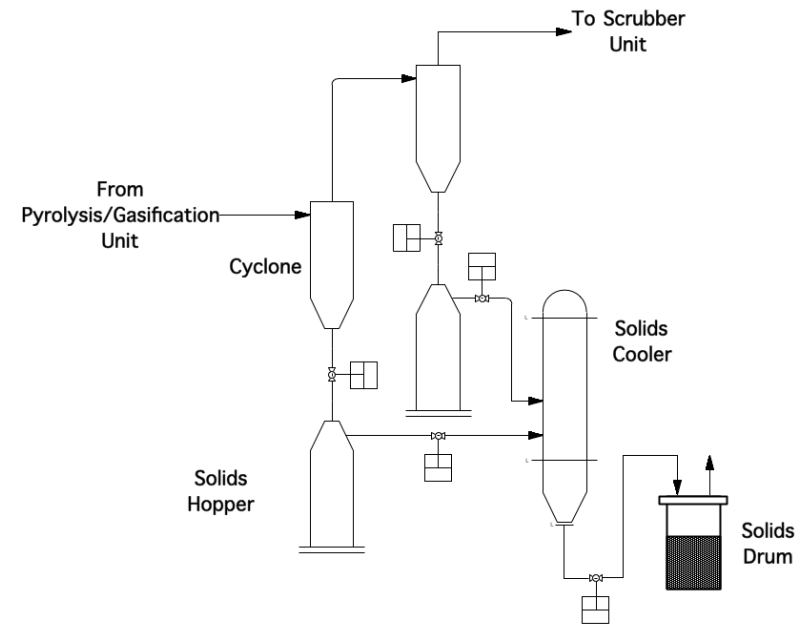 To Scrubber
Unit
From
Pyrolysis/Gasification
Unit
Cyclone
Solids
Cooler
Solids
Hopper
Solids
Drum